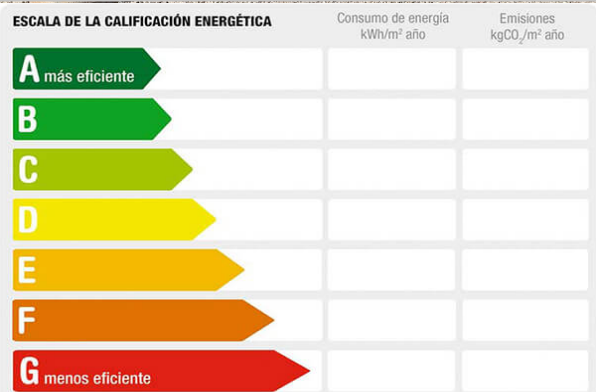 ESCALA DE LA CALIFICACIÓN ENERGÉTICA
Consumo de energía
kWh/m² año
Emisiones
kgCO₂/m² año
A más eficiente
B
C
D
E
F
G menos eficiente